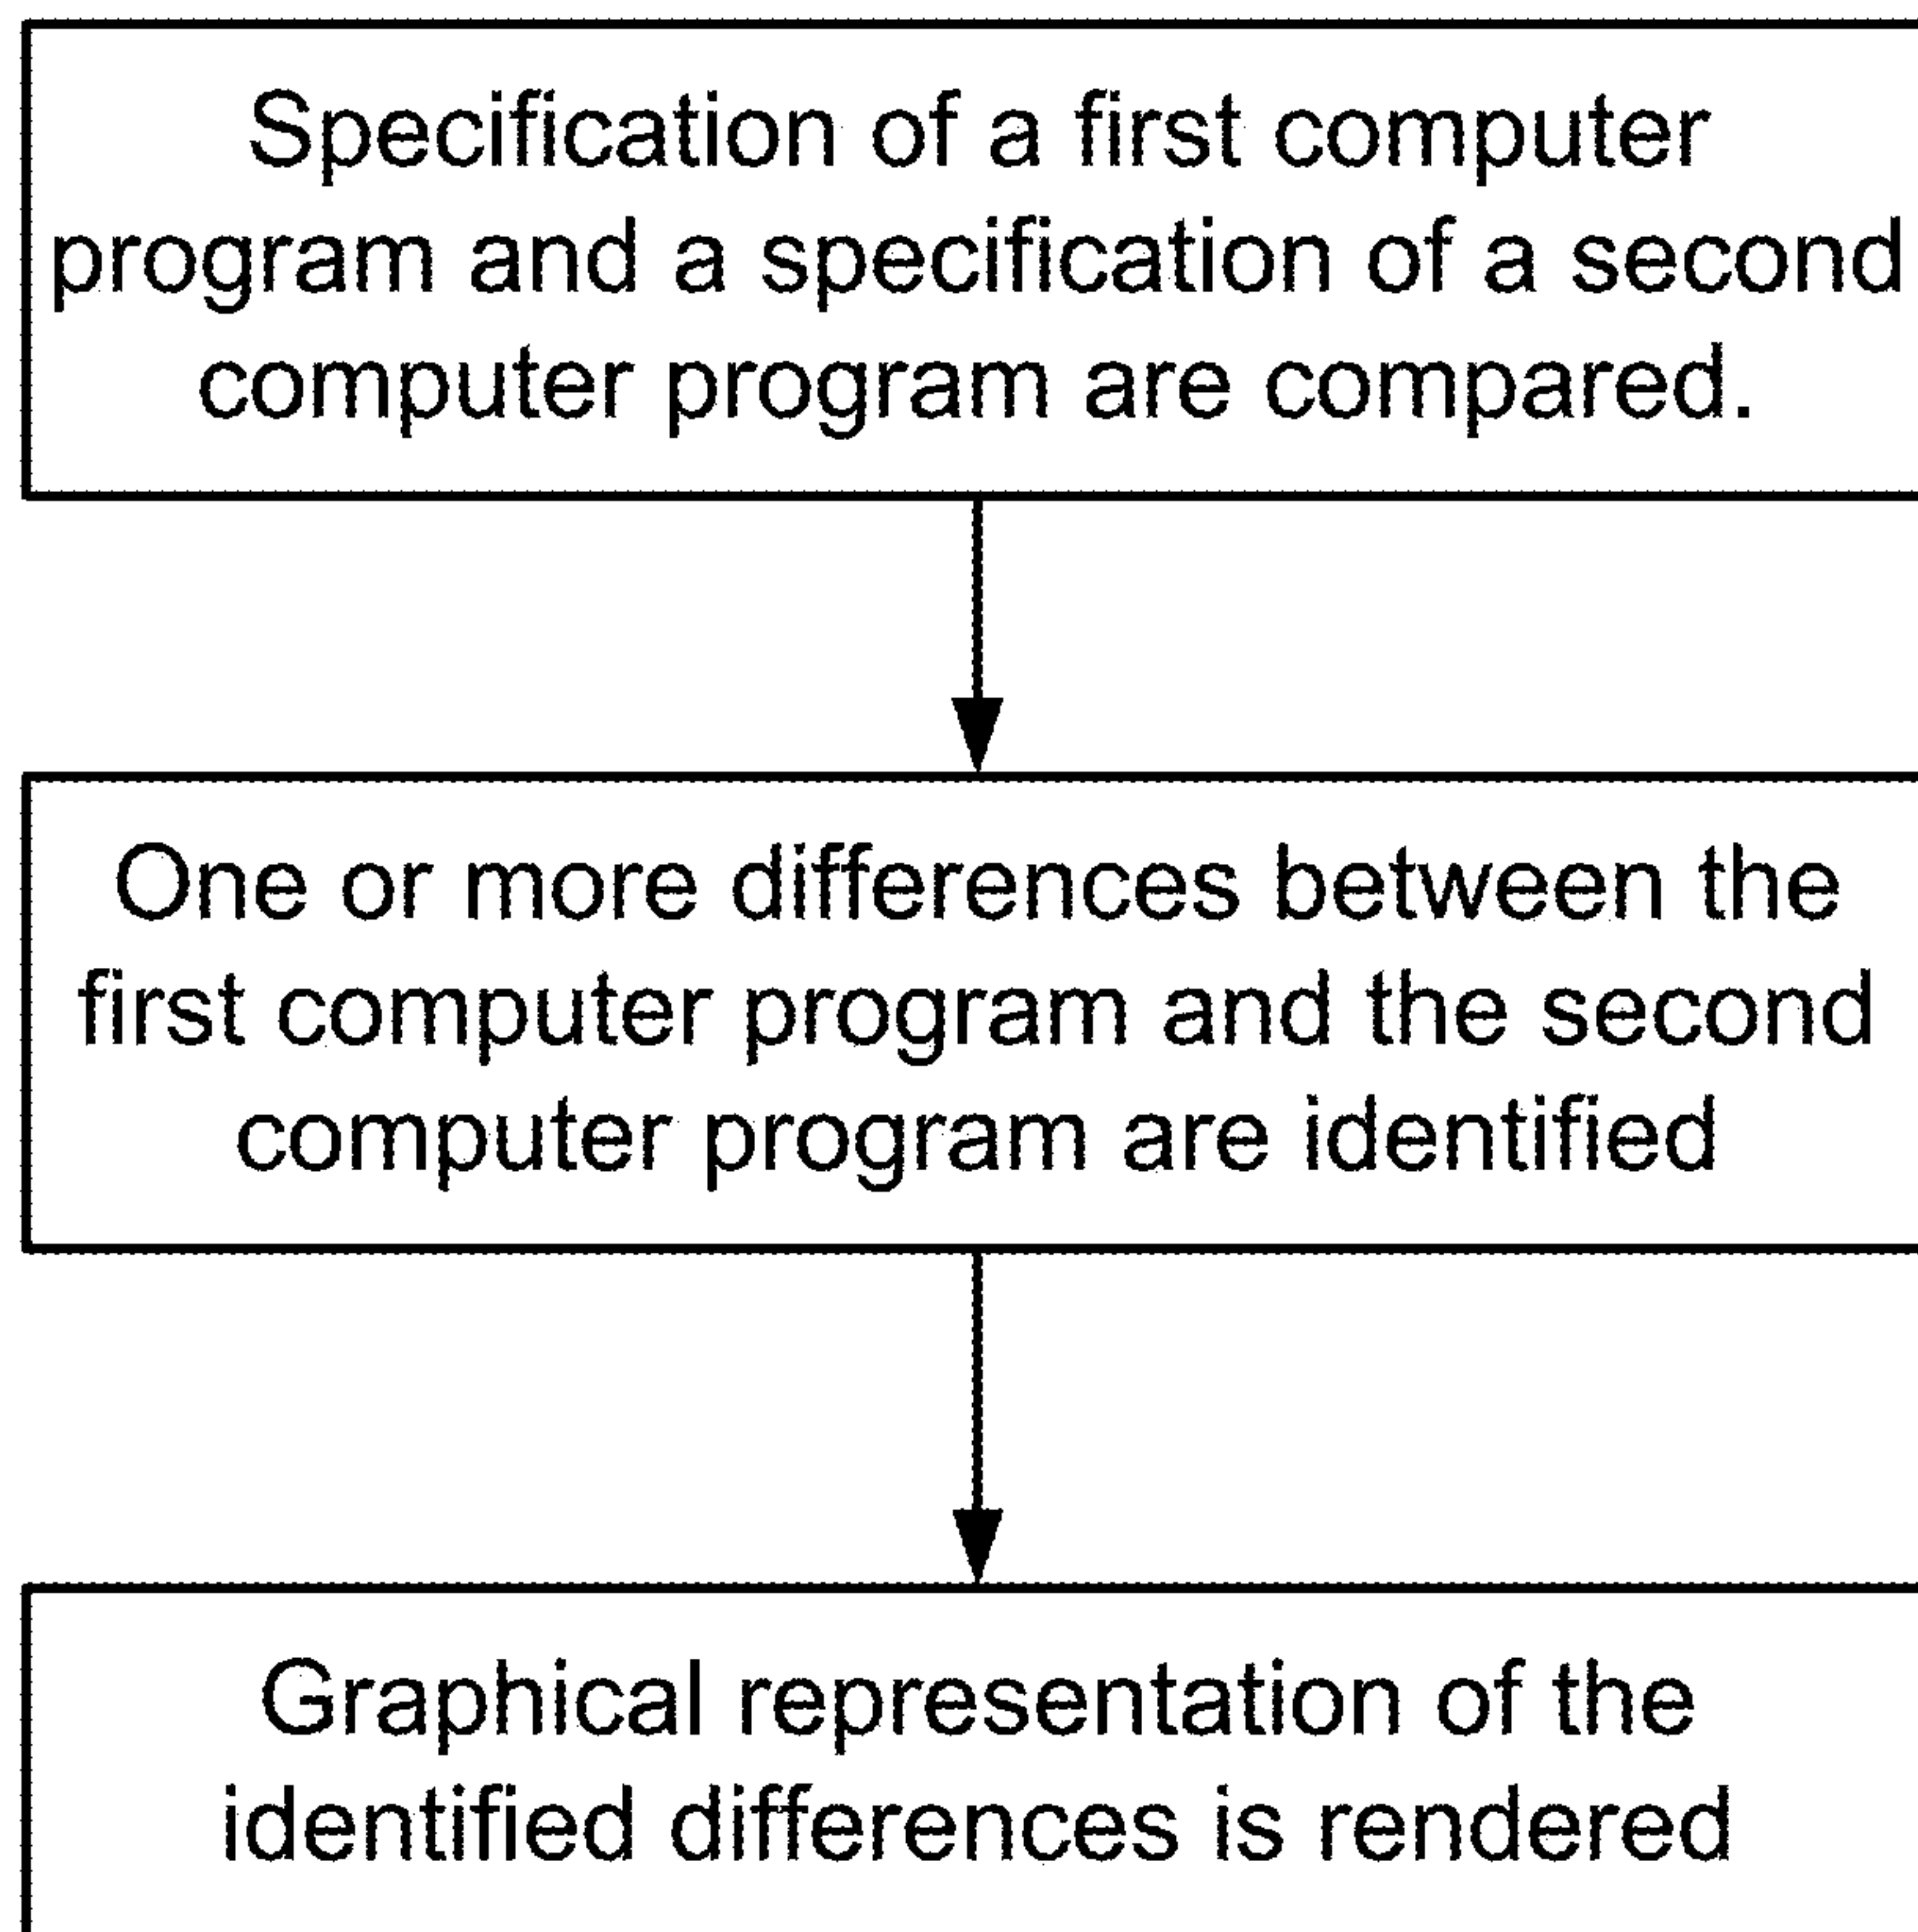 Specification of a first computer
program and a specification of a second
computer program are compared.
One or more differences between the
first computer program and the second
computer program are identified
Graphical representation of the
identified differences is rendered